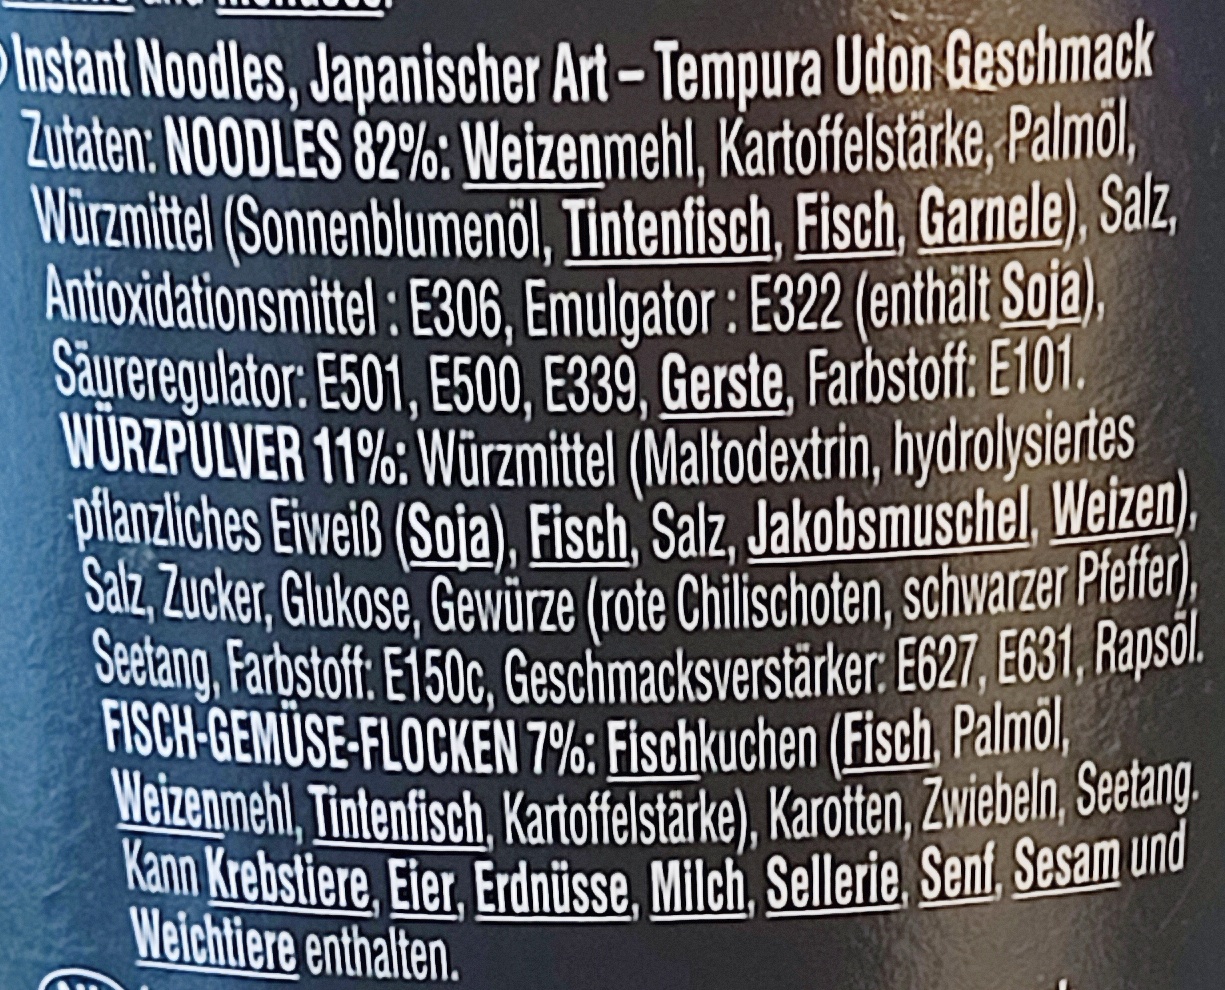 Instant Noodles, Japanischer Art – Tempura Udon Geschmack
Zutaten: NOODLES 82%: Weizenmehl, Kartoffelstärke, Palmöl,
Würzmittel (Sonnenblumenöl, Tintenfisch, Fisch, Garnele), Salz,
Antioxidationsmittel : E306, Emulgator : E322 (enthält Soja),
Säureregulator: E501, E500, E339, Gerste, Farbstoff: E101.
WÜRZPULVER 11%: Würzmittel (Maltodextrin, hydrolysiertes
pflanzliches Eiweiß (Soja), Fisch, Salz, Jakobsmuschel, Weizen),
Salz, Zucker, Glukose, Gewürze (rote Chilischoten, schwarzer Pfeffer),
Seetang, Farbstoff: E150c, Geschmacksverstärker: E627, E631, Rapsöl.
FISCH-GEMÜSE-FLOCKEN 7%: Fischkuchen (Fisch, Palmöl,
Weizenmehl, Tintenfisch, Kartoffelstärke), Karotten, Zwiebeln, Seetang.
Kann Krebstiere, Eier, Erdnüsse, Milch, Sellerie, Senf, Sesam und
Weichtiere enthalten.